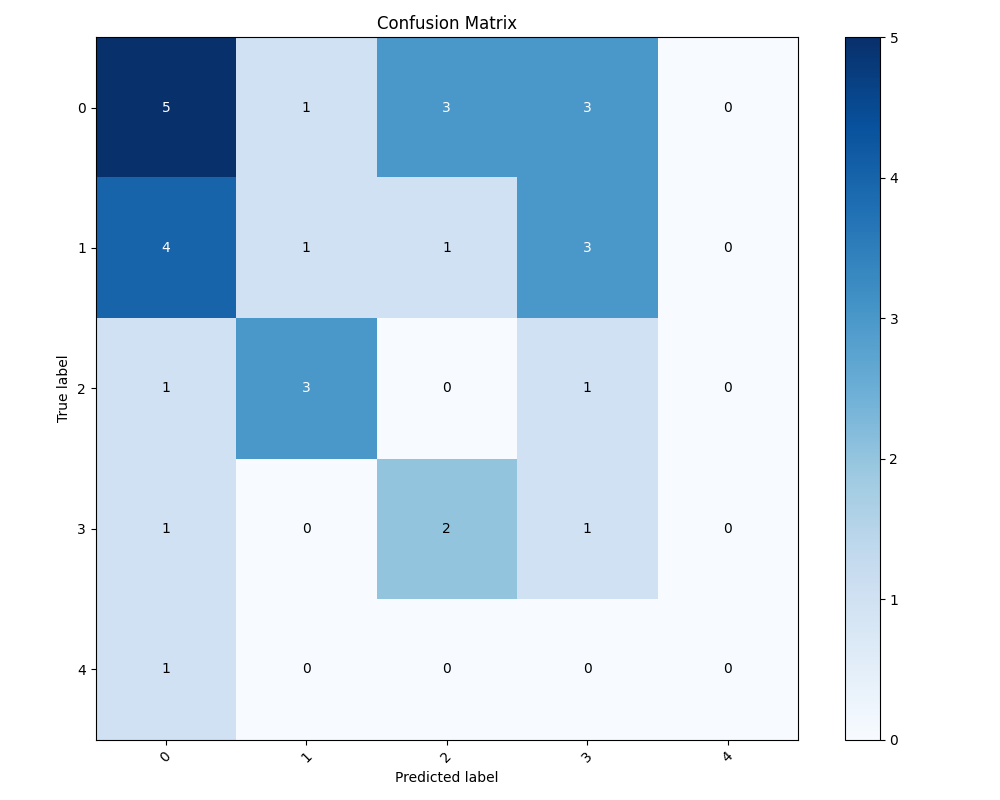 Confusion Matrix
0 5 1 3 3 0
1 4 1 1 3 0
2 1 3 0 1 0
3 1 0 2 1 0
4 1 0 0 0 0
0 1 2 3 4
True label
Predicted label
5
4
3
2
1
0